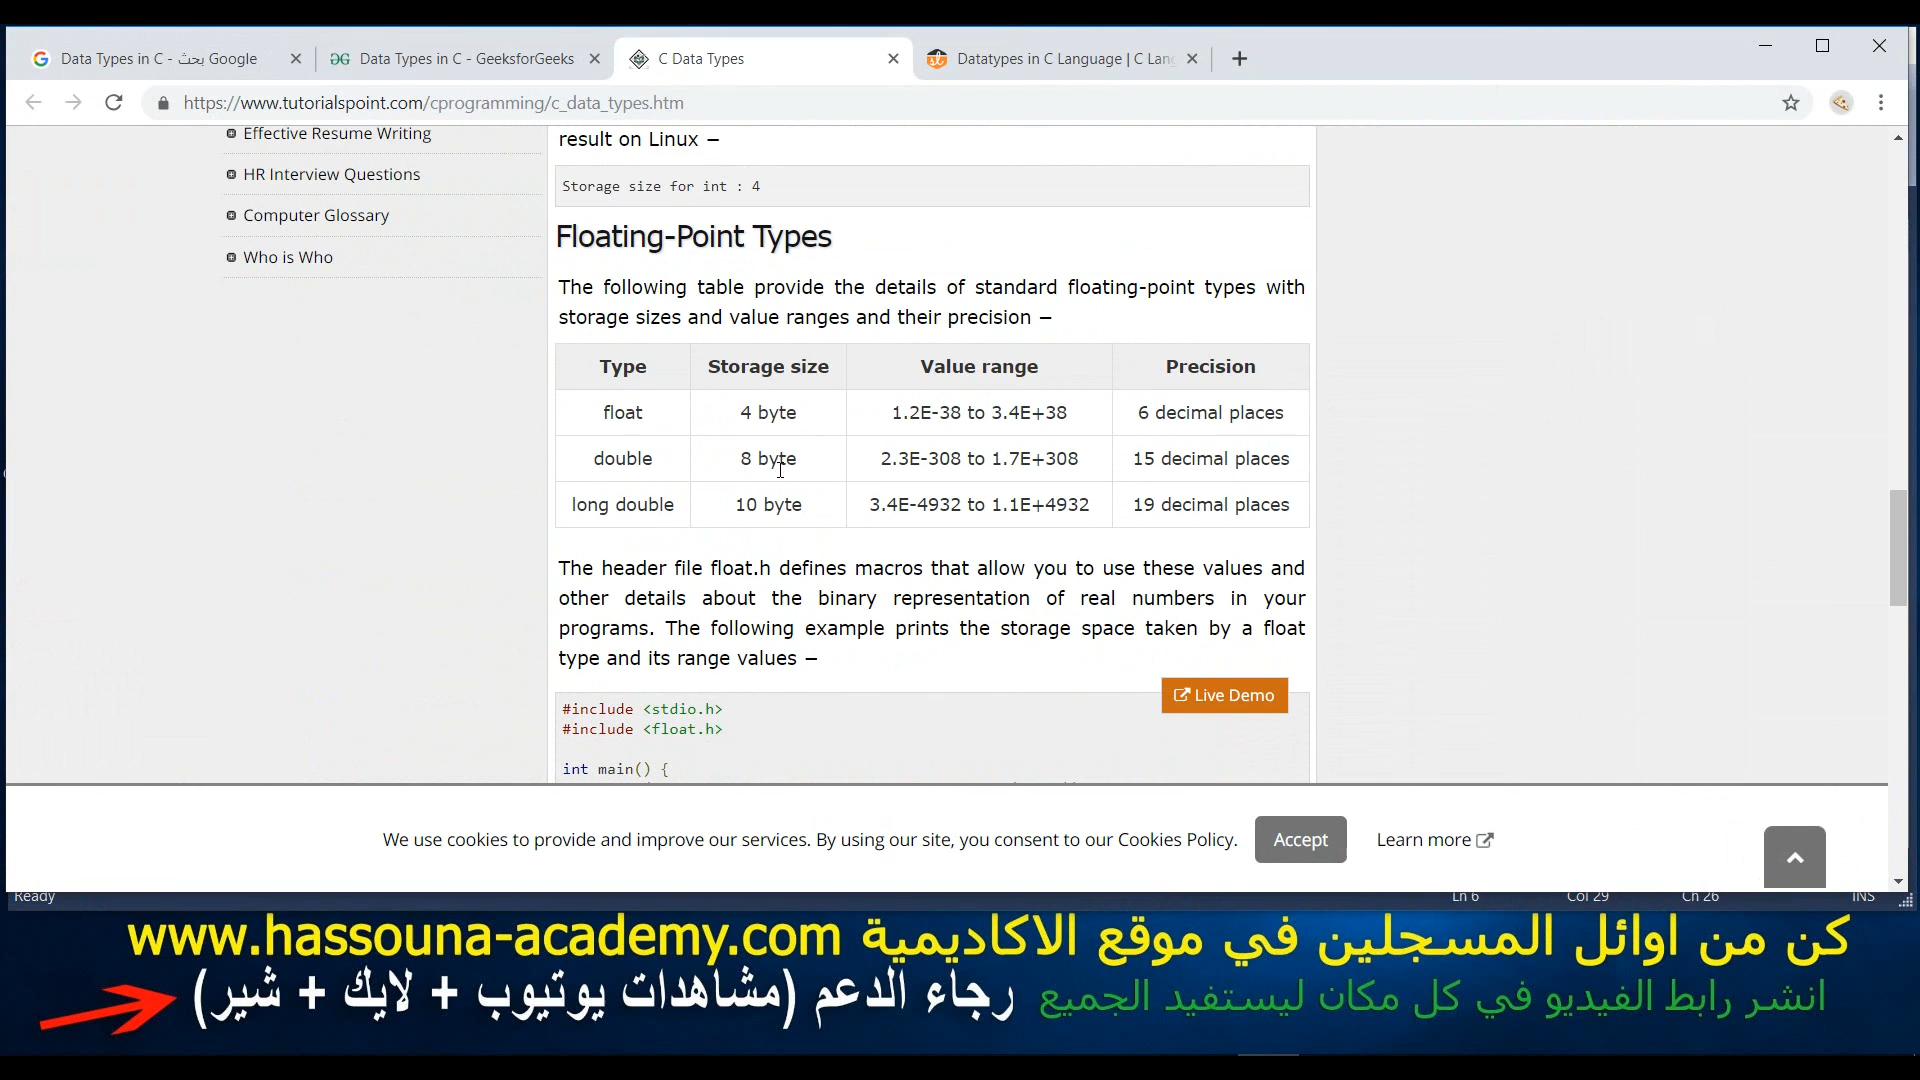 Data Types in C - بحث Google
Data Types in C - GeeksforGeeks
C Data Types
Datatypes in C Language | C Lan
https://www.tutorialspoint.com/cprogramming/c_data_types.htm
Effective Resume Writing
HR Interview Questions
Computer Glossary
Who is Who
result on Linux −
Storage size for int : 4
Floating-Point Types
The following table provide the details of standard floating-point types with
storage sizes and value ranges and their precision −
Type Storage size Value range Precision
float 4 byte 1.2E-38 to 3.4E+38 6 decimal places
double 8 byte 2.3E-308 to 1.7E+308 15 decimal places
long double 10 byte 3.4E-4932 to 1.1E+4932 19 decimal places
The header file float.h defines macros that allow you to use these values and
other details about the binary representation of real numbers in your
programs. The following example prints the storage space taken by a float
type and its range values −
Live Demo
#include <stdio.h>
#include <float.h>
int main() {
We use cookies to provide and improve our services. By using our site, you consent to our Cookies Policy. Accept Learn more
Ready Ln 6 Col 29 Ch 26 INS
كن من اوائل المسجلين في موقع الاكاديمية www.hassouna-academy.com
انشر رابط الفيديو في كل مكان ليستفيد الجميع رجاء الدعم (مشاهدات يوتيوب + لايك + شير)